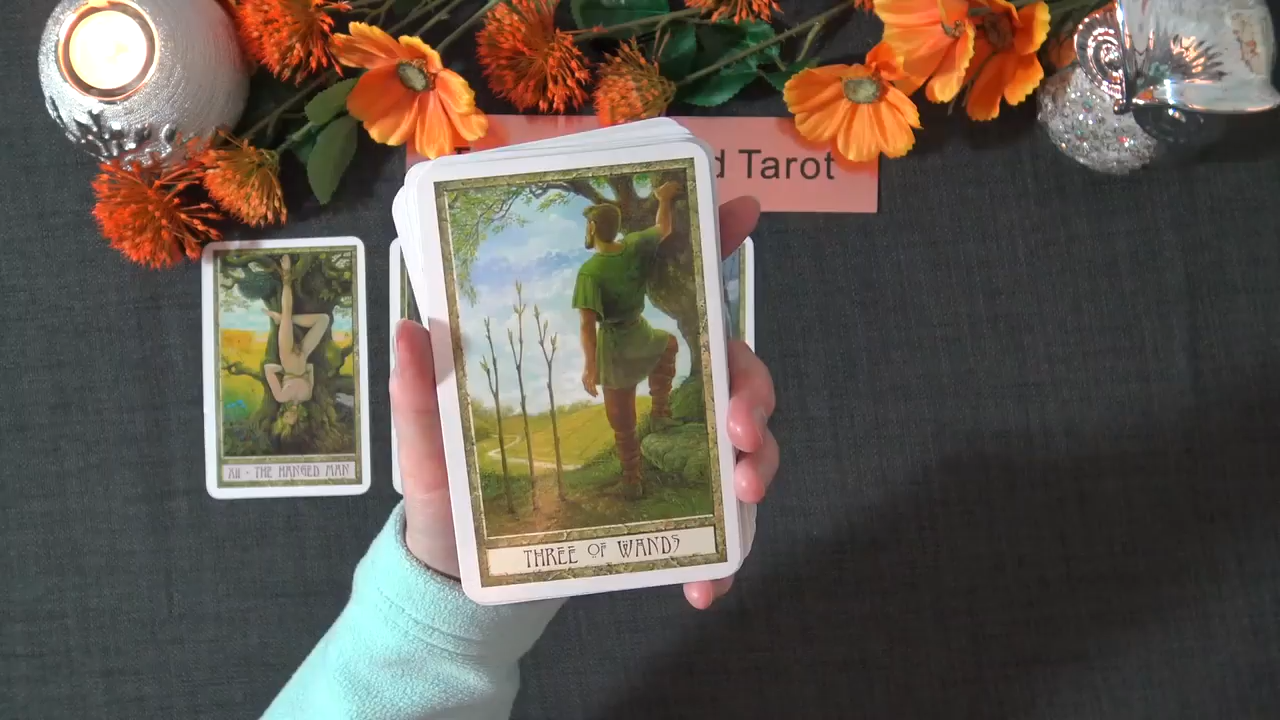 d Tarot
XII - THE HANGED MAN
THREE OF WANDS